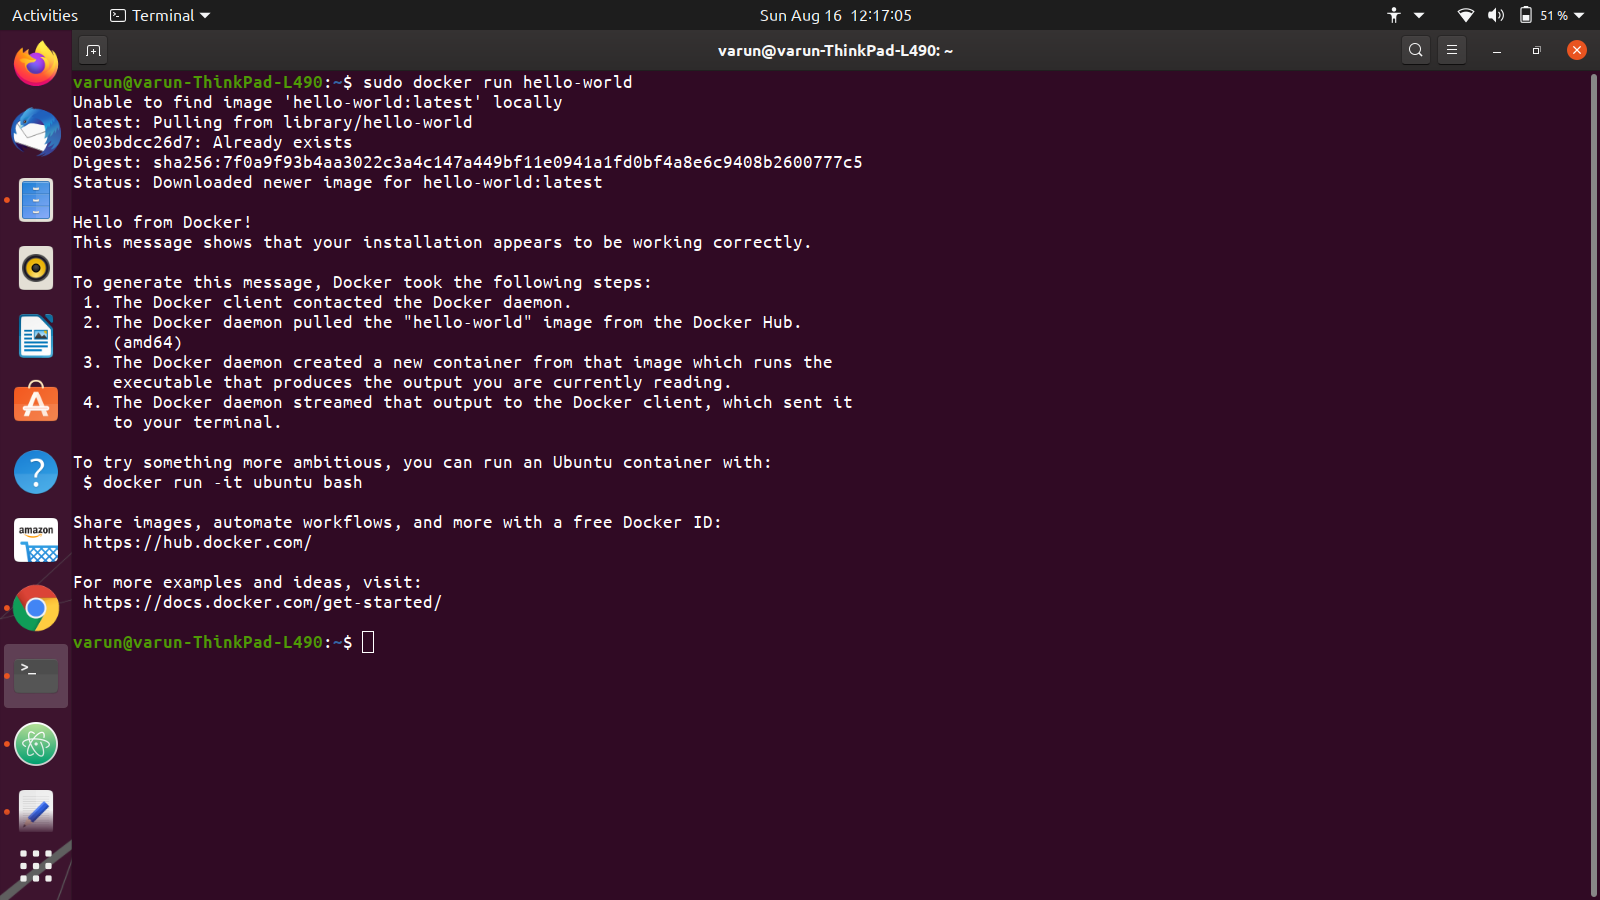 Activities
Terminal
Sun Aug 16 12:17:05
51 %
varun@varun-ThinkPad-L490: ~
varun@varun-ThinkPad-L490:~$ sudo docker run hello-world
Unable to find image 'hello-world:latest' locally
latest: Pulling from library/hello-world
0e03bdcc26d7: Already exists
Digest: sha256:7f0a9f93b4aa3022c3a4c147a449bf11e0941a1fd0bf4a8e6c9408b2600777c5
Status: Downloaded newer image for hello-world:latest
Hello from Docker!
This message shows that your installation appears to be working correctly.
To generate this message, Docker took the following steps:
1. The Docker client contacted the Docker daemon.
2. The Docker daemon pulled the "hello-world" image from the Docker Hub.
(amd64)
3. The Docker daemon created a new container from that image which runs the
executable that produces the output you are currently reading.
4. The Docker daemon streamed that output to the Docker client, which sent it
to your terminal.
To try something more ambitious, you can run an Ubuntu container with:
$ docker run -it ubuntu bash
Share images, automate workflows, and more with a free Docker ID:
https://hub.docker.com/
For more examples and ideas, visit:
https://docs.docker.com/get-started/
varun@varun-ThinkPad-L490:~$
amazon